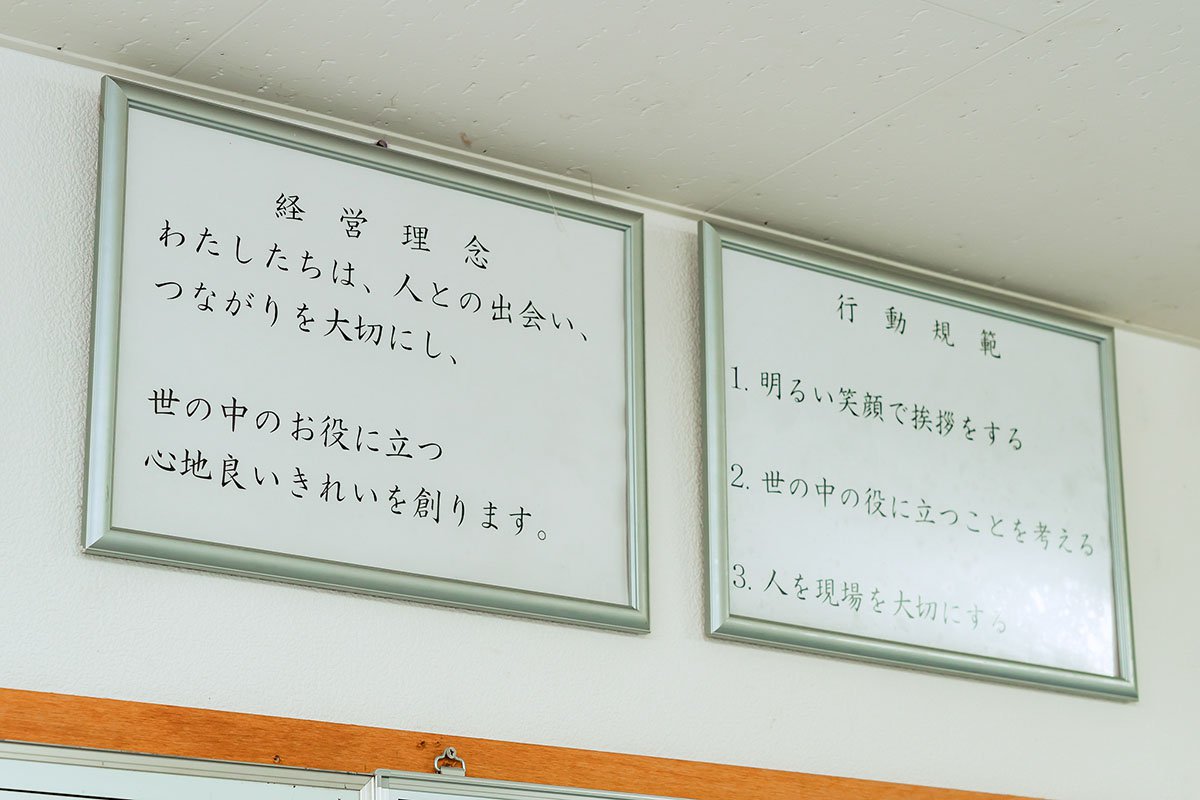 経営理念
わたしたちは、人との出会い、
つながりを大切にし、
世の中のお役に立つ
心地良いきれいを創ります。
行動規範
1. 明るい笑顔で挨拶をする
2. 世の中の役に立つことを考える
3. 人を現場を大切にする